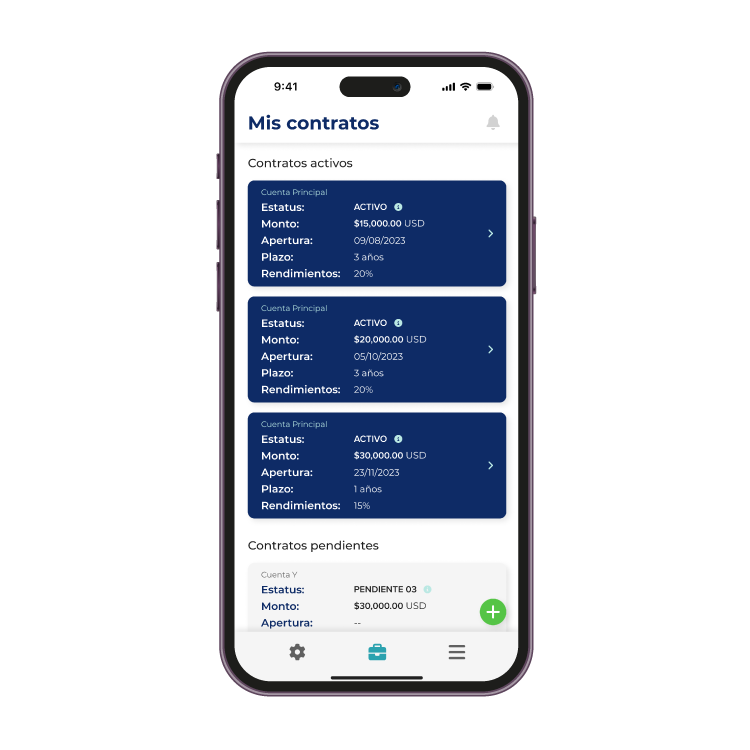 9:41
Mis contratos
Contratos activos
Cuenta Principal
Estatus: ACTIVO
Monto: $15,000.00 USD
Apertura: 09/08/2023
Plazo: 3 años
Rendimientos: 20%
Cuenta Principal
Estatus: ACTIVO
Monto: $20,000.00 USD
Apertura: 05/10/2023
Plazo: 3 años
Rendimientos: 20%
Cuenta Principal
Estatus: ACTIVO
Monto: $30,000.00 USD
Apertura: 23/11/2023
Plazo: 1 años
Rendimientos: 15%
Contratos pendientes
Cuenta Y
Estatus: PENDIENTE 03
Monto: $30,000.00 USD
Apertura: --